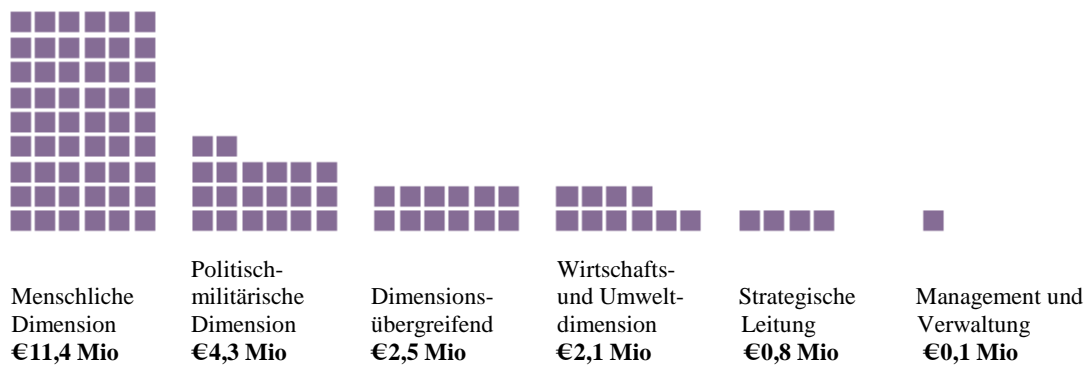 Menschliche
Dimension
€11,4 Mio
Politisch-
militärische
Dimension
€4,3 Mio
Dimensions-
übergreifend
€2,5 Mio
Wirtschafts-
und Umwelt-
dimension
€2,1 Mio
Strategische
Leitung
€0,8 Mio
Management und
Verwaltung
€0,1 Mio